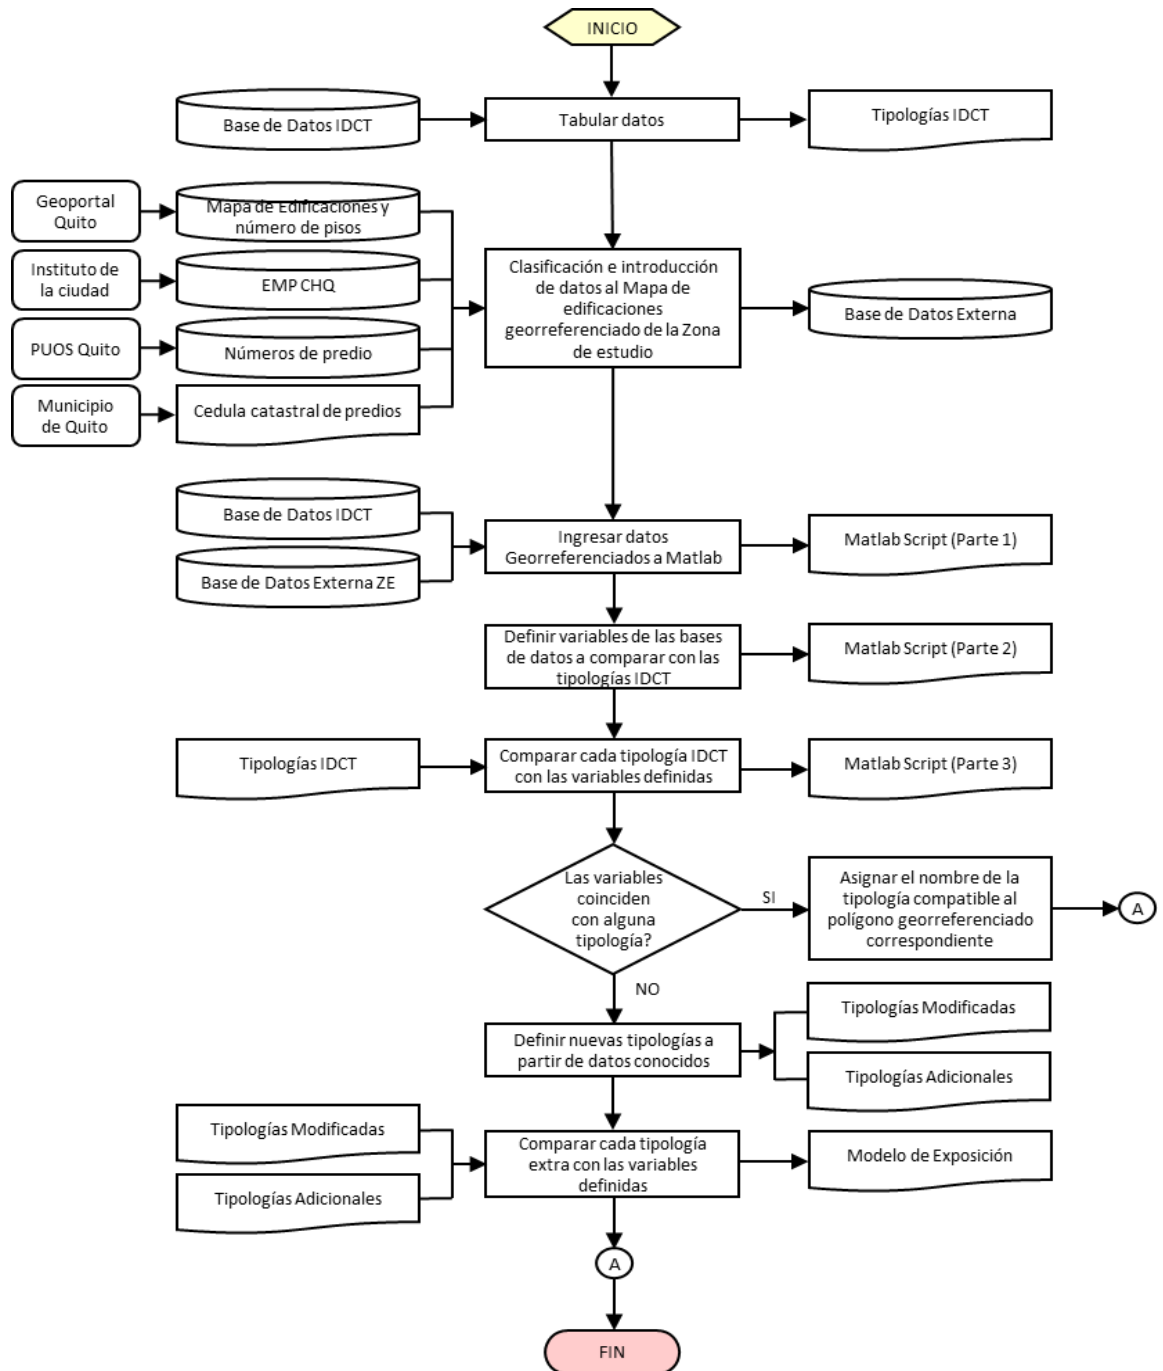 INICIO
Base de Datos IDCT
Tabular datos
Tipologías IDCT
Geoportal
Quito
Mapa de Edificaciones y
número de pisos
Instituto de
la ciudad
EMP CHQ
PUOS Quito
Números de predio
Municipio
de Quito
Cedula catastral de predios
Clasificación e introducción
de datos al Mapa de
edificaciones
georreferenciado de la Zona
de estudio
Base de Datos Externa
Base de Datos IDCT
Base de Datos Externa ZE
Ingresar datos
Georreferenciados a Matlab
Matlab Script (Parte 1)
Definir variables de las bases
de datos a comparar con las
tipologías IDCT
Matlab Script (Parte 2)
Tipologías IDCT
Comparar cada tipología IDCT
con las variables definidas
Matlab Script (Parte 3)
Las variables
coinciden
con alguna
tipología?
SI
Asignar el nombre de la
tipología compatible al
polígono georreferenciado
correspondiente
A
NO
Definir nuevas tipologías a
partir de datos conocidos
Tipologías Modificadas
Tipologías Adicionales
Tipologías Modificadas
Tipologías Adicionales
Comparar cada tipología
extra con las variables
definidas
Modelo de Exposición
A
FIN